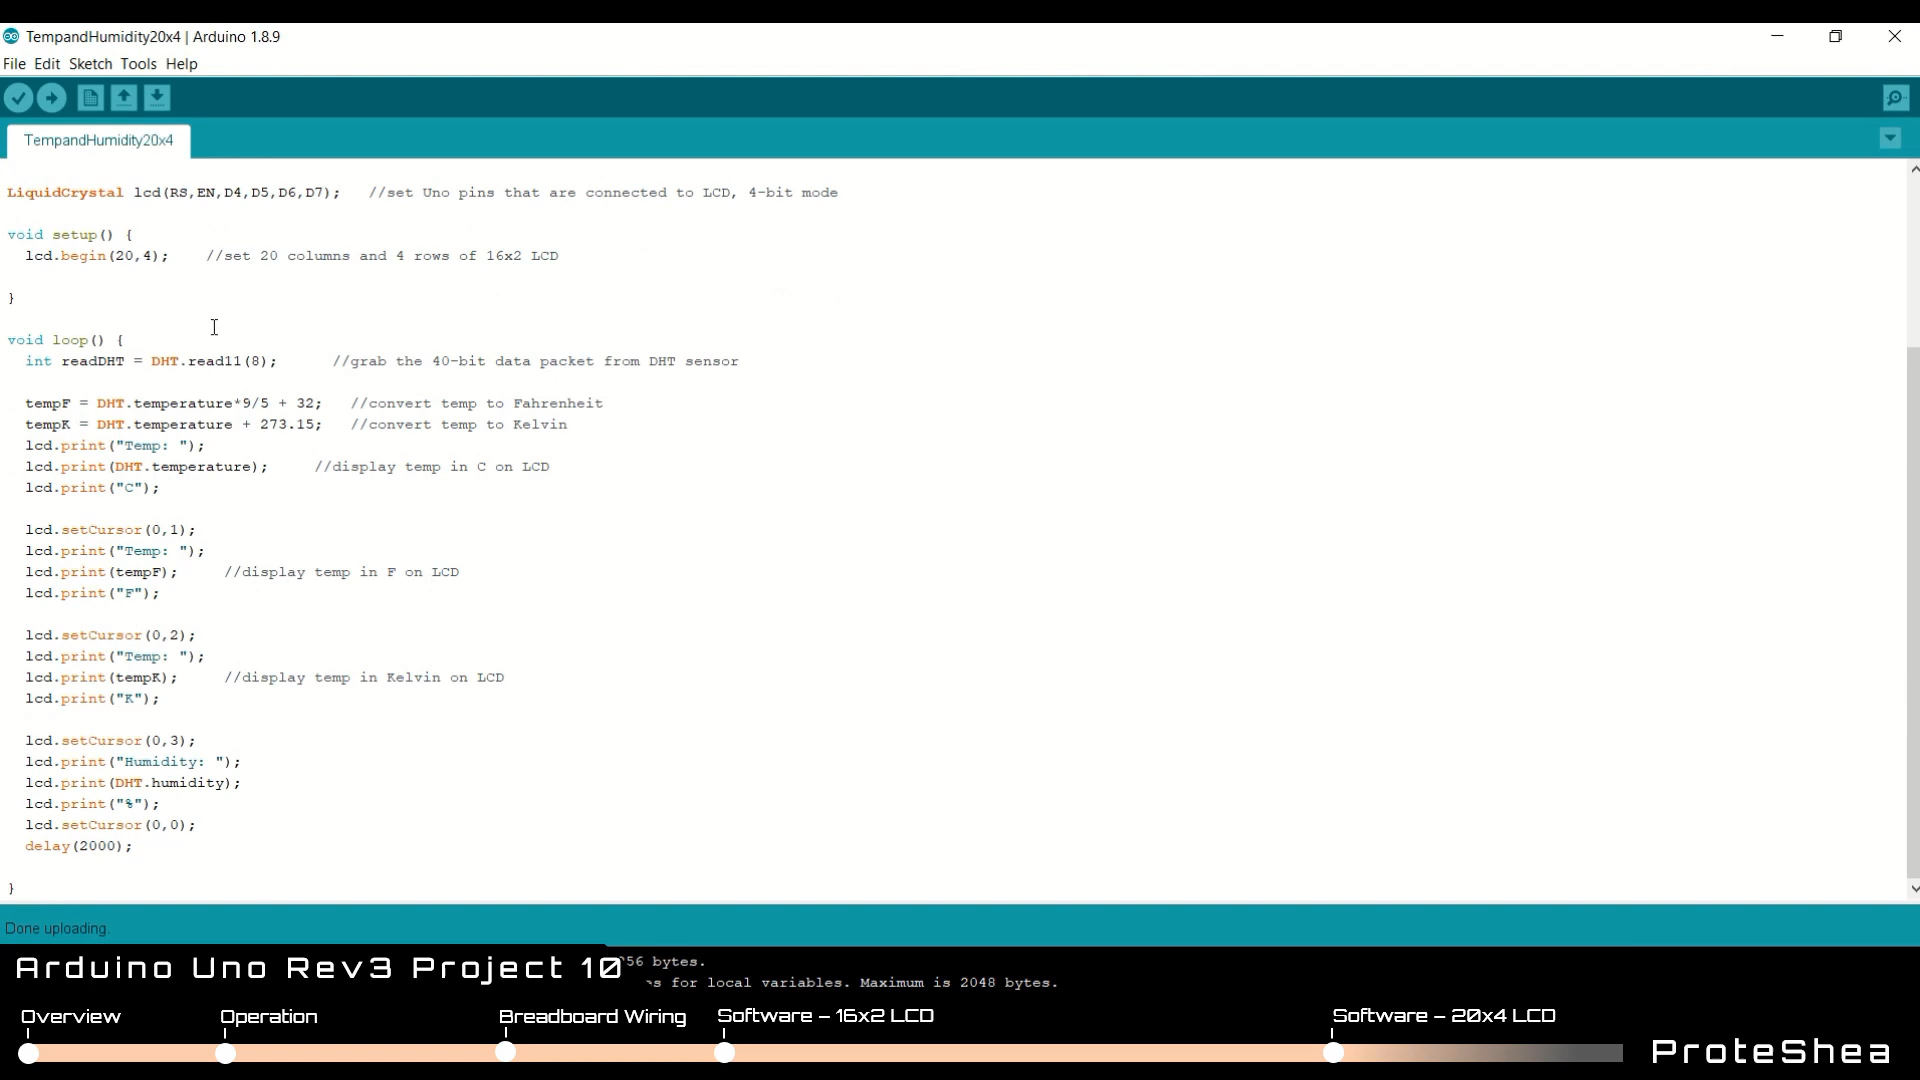 TempandHumidity20x4 | Arduino 1.8.9
File Edit Sketch Tools Help
TempandHumidity20x4
LiquidCrystal lcd(RS,EN,D4,D5,D6,D7);   //set Uno pins that are connected to LCD, 4-bit mode
void setup() {
lcd.begin(20,4);    //set 20 columns and 4 rows of 16x2 LCD
}
void loop() {
int readDHT = DHT.read11(8);      //grab the 40-bit data packet from DHT sensor
tempF = DHT.temperature*9/5 + 32;   //convert temp to Fahrenheit
tempK = DHT.temperature + 273.15;   //convert temp to Kelvin
lcd.print("Temp: ");
lcd.print(DHT.temperature);     //display temp in C on LCD
lcd.print("C");
lcd.setCursor(0,1);
lcd.print("Temp: ");
lcd.print(tempF);     //display temp in F on LCD
lcd.print("F");
lcd.setCursor(0,2);
lcd.print("Temp: ");
lcd.print(tempK);     //display temp in Kelvin on LCD
lcd.print("K");
lcd.setCursor(0,3);
lcd.print("Humidity: ");
lcd.print(DHT.humidity);
lcd.print("%");
lcd.setCursor(0,0);
delay(2000);
}
Done uploading.
Arduino Uno Rev3 Project 10
56 bytes.
s for local variables. Maximum is 2048 bytes.
Overview Operation Breadboard Wiring Software - 16x2 LCD Software - 20x4 LCD
ProteShea